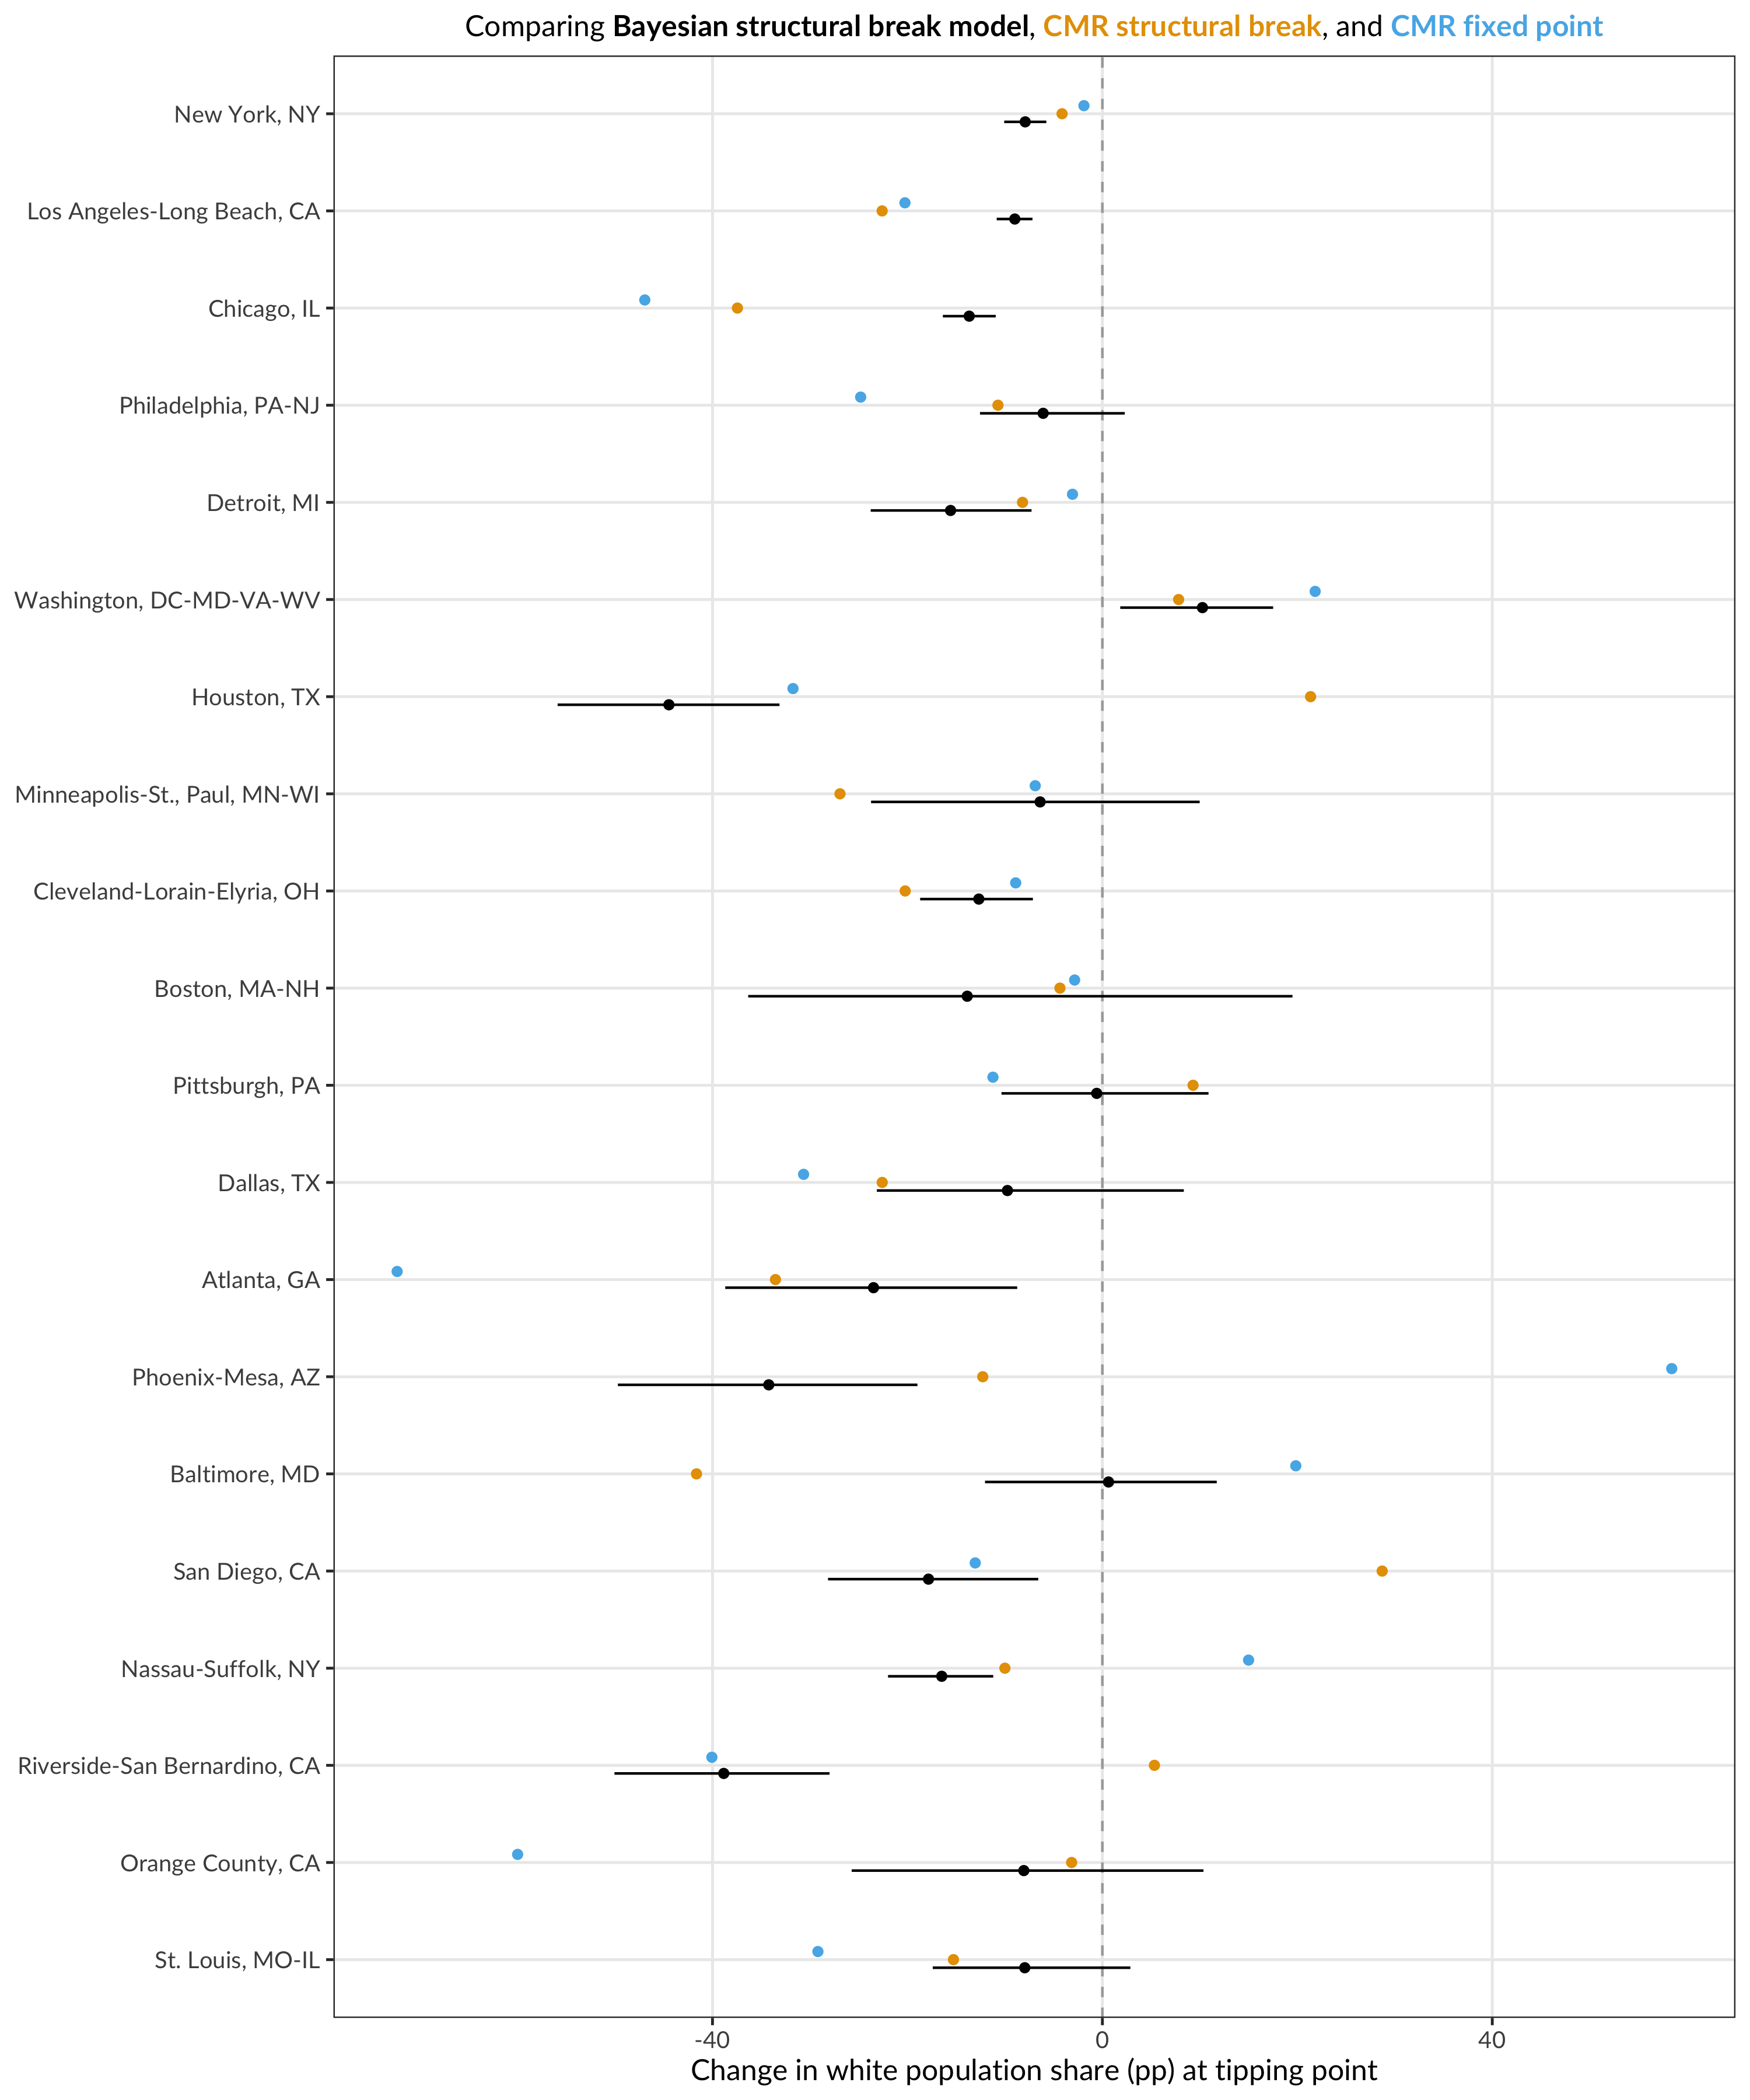 Comparing Bayesian structural break model, CMR structural break, and CMR fixed point
New York, NY
Los Angeles-Long Beach, CA
Chicago, IL
Philadelphia, PA-NJ
Detroit, MI
Washington, DC-MD-VA-WV
Houston, TX
Minneapolis-St., Paul, MN-WI
Cleveland-Lorain-Elyria, OH
Boston, MA-NH
Pittsburgh, PA
Dallas, TX
Atlanta, GA
Phoenix-Mesa, AZ
Baltimore, MD
San Diego, CA
Nassau-Suffolk, NY
Riverside-San Bernardino, CA
Orange County, CA
St. Louis, MO-IL
-40 0 40
Change in white population share (pp) at tipping point